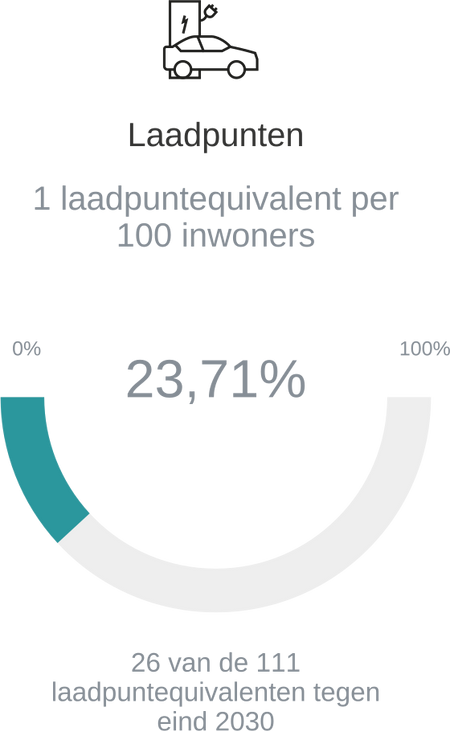 Laadpunten
1 laadpuntequivalent per
100 inwoners
0%
100%
23,71%
26 van de 111
laadpuntequivalenten tegen
eind 2030